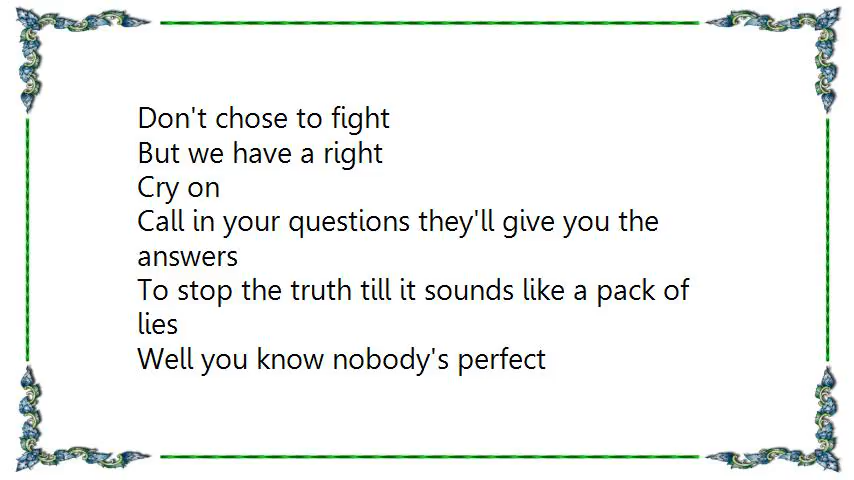 Don't chose to fight
But we have a right
Cry on
Call in your questions they'll give you the
answers
To stop the truth till it sounds like a pack of
lies
Well you know nobody's perfect